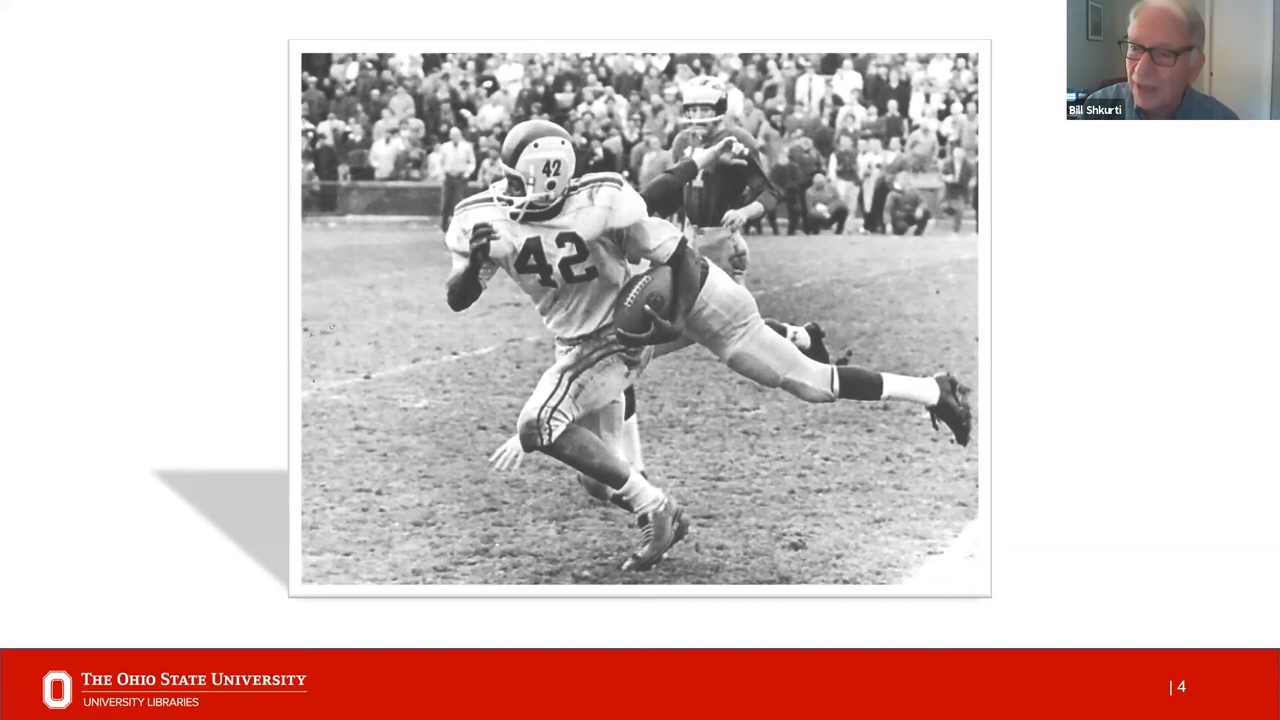 Bill Shkurti
42
42
THE OHIO STATE UNIVERSITY
UNIVERSITY LIBRARIES
| 4